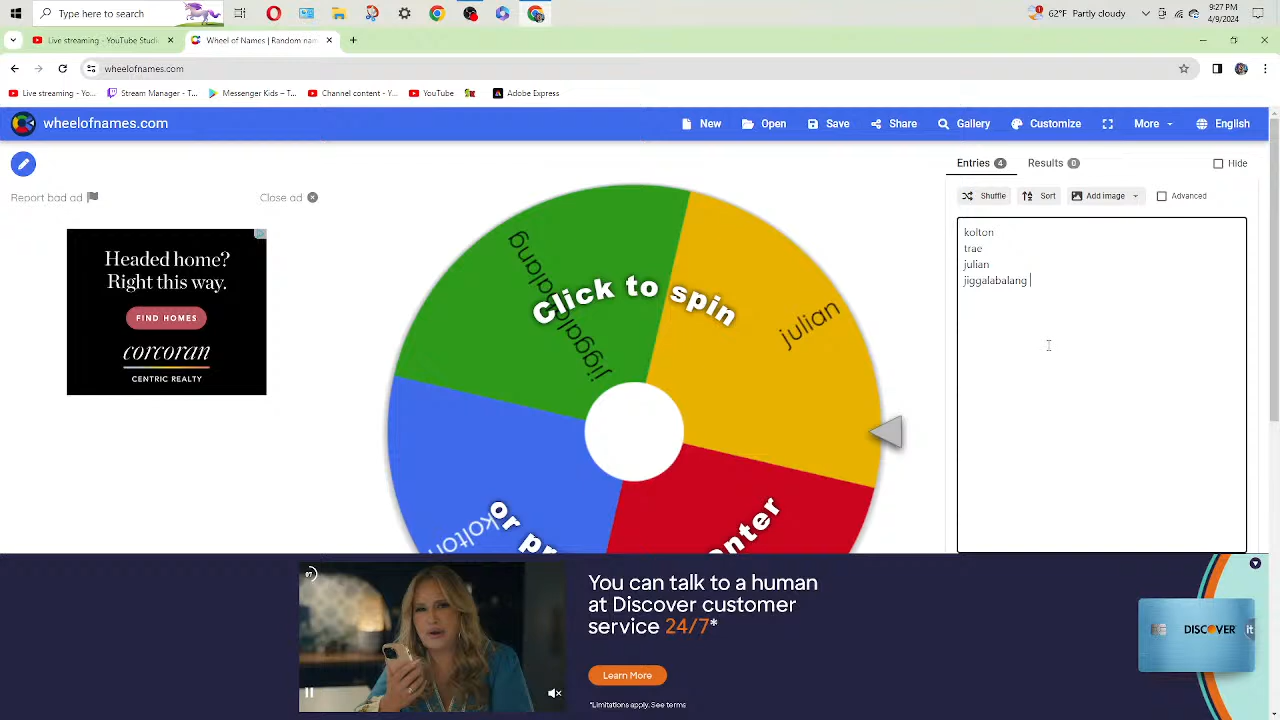 Type here to search
67°F Partly cloudy
9:27 PM
4/9/2024
Live streaming - YouTube Studio
Wheel of Names | Random nam
wheelofnames.com
Live streaming - Yo...
Stream Manager - T...
Messenger Kids – T...
Channel content - Y...
YouTube
Adobe Express
wheelofnames.com
New
Open
Save
Share
Gallery
Customize
More
English
Entries 4
Results 0
Hide
Report bad ad
Close ad
Shuffle
Sort
Add image
Advanced
Headed home?
Right this way.
FIND HOMES
corcoran
CENTRIC REALTY
kolton
trae
julian
jiggalabalang
jiggalabalang
julian
Click to spin
kolton
or pr
enter
You can talk to a human
at Discover customer
service 24/7*
Learn More
*Limitations apply. See terms
DISCOVER
it